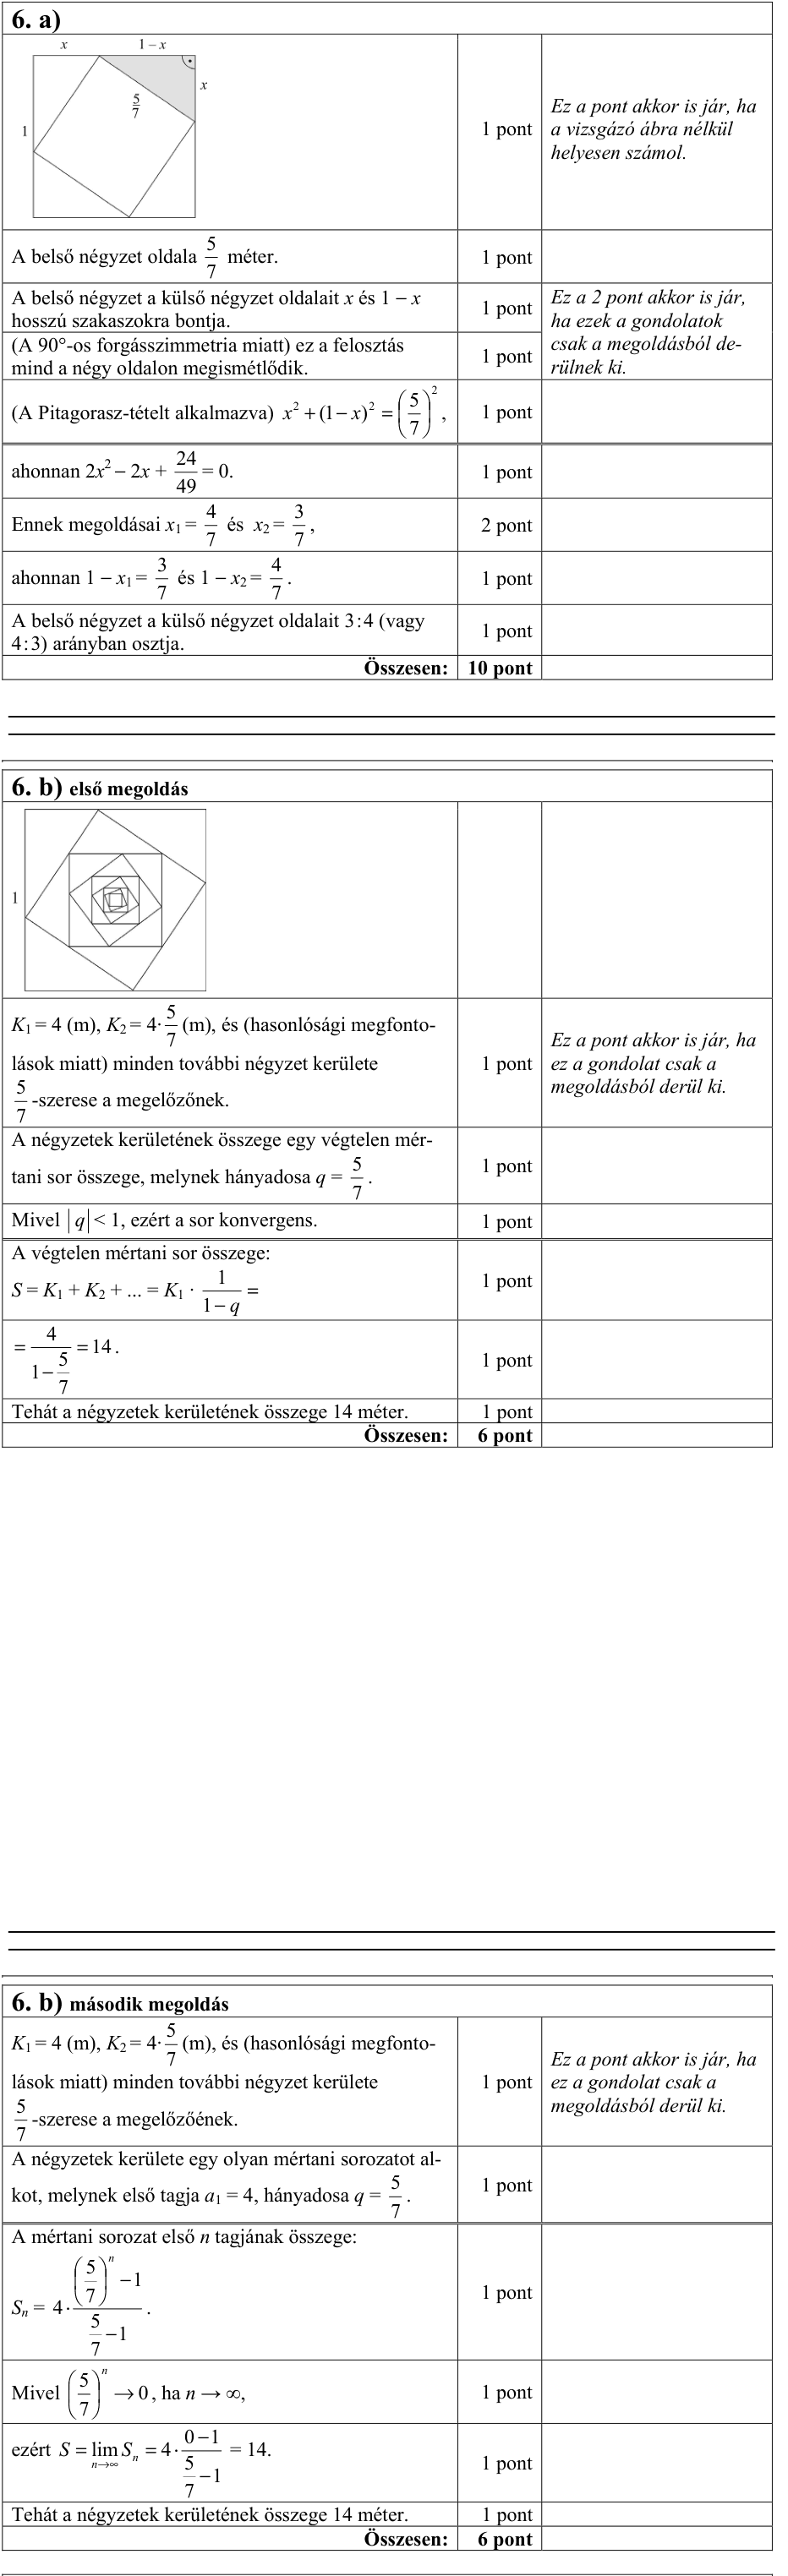 6. a)
x 1 – x
x
5/7
1
1 pont
Ez a pont akkor is jár, ha
a vizsgázó ábra nélkül
helyesen számol.
A belső négyzet oldala 5/7 méter.
1 pont
A belső négyzet a külső négyzet oldalait x és 1 – x
hosszú szakaszokra bontja.
1 pont
Ez a 2 pont akkor is jár,
ha ezek a gondolatok
csak a megoldásból de-
rülnek ki.
(A 90°-os forgásszimmetria miatt) ez a felosztás
mind a négy oldalon megismétlődik.
1 pont
(A Pitagorasz-tételt alkalmazva) x² + (1 – x)² = (5/7)²,
1 pont
ahonnan 2x² – 2x + 24/49 = 0.
1 pont
Ennek megoldásai x₁ = 4/7 és x₂ = 3/7,
2 pont
ahonnan 1 – x₁ = 3/7 és 1 – x₂ = 4/7.
1 pont
A belső négyzet a külső négyzet oldalait 3:4 (vagy
4:3) arányban osztja.
1 pont
Összesen: 10 pont
6. b) első megoldás
1
K₁ = 4 (m), K₂ = 4·5/7 (m), és (hasonlósági megfonto-
lások miatt) minden további négyzet kerülete
5/7-szerese a megelőzőnek.
1 pont
Ez a pont akkor is jár, ha
ez a gondolat csak a
megoldásból derül ki.
A négyzetek kerületének összege egy végtelen mér-
tani sor összege, melynek hányadosa q = 5/7.
1 pont
Mivel |q| < 1, ezért a sor konvergens.
1 pont
A végtelen mértani sor összege:
S = K₁ + K₂ + ... = K₁ · 1/(1 – q) =
1 pont
= 4/(1 – 5/7) = 14.
1 pont
Tehát a négyzetek kerületének összege 14 méter.
1 pont
Összesen: 6 pont
6. b) második megoldás
K₁ = 4 (m), K₂ = 4·5/7 (m), és (hasonlósági megfonto-
lások miatt) minden további négyzet kerülete
5/7-szerese a megelőzőének.
1 pont
Ez a pont akkor is jár, ha
ez a gondolat csak a
megoldásból derül ki.
A négyzetek kerülete egy olyan mértani sorozatot al-
kot, melynek első tagja a₁ = 4, hányadosa q = 5/7.
1 pont
A mértani sorozat első n tagjának összege:
Sₙ = 4·((5/7)ⁿ – 1)/(5/7 – 1).
1 pont
Mivel (5/7)ⁿ → 0, ha n → ∞,
1 pont
ezért S = lim n→∞ Sₙ = 4·(0 – 1)/(5/7 – 1) = 14.
1 pont
Tehát a négyzetek kerületének összege 14 méter.
1 pont
Összesen: 6 pont